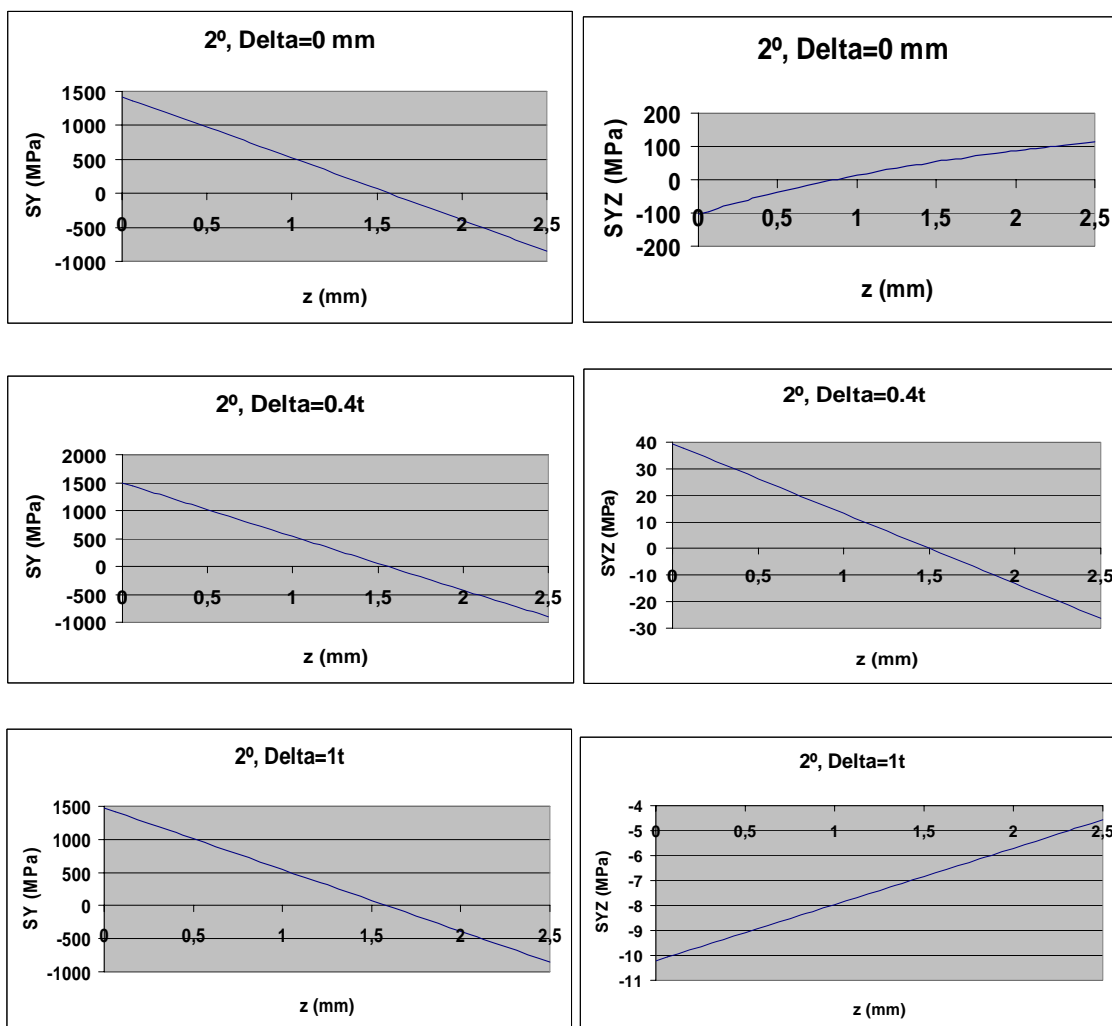 2º, Delta=0 mm
SY (MPa)
1500
1000
500
0
-500
-1000
0 0,5 1 1,5 2 2,5
z (mm)
2º, Delta=0 mm
SYZ (MPa)
200
100
0
-100
-200
0 0,5 1 1,5 2 2,5
z (mm)
2º, Delta=0.4t
SY (MPa)
2000
1500
1000
500
0
-500
-1000
0 0,5 1 1,5 2 2,5
z (mm)
2º, Delta=0.4t
SYZ (MPa)
40
30
20
10
0
-10
-20
-30
0 0,5 1 1,5 2 2,5
z (mm)
2º, Delta=1t
SY (MPa)
1500
1000
500
0
-500
-1000
0 0,5 1 1,5 2 2,5
z (mm)
2º, Delta=1t
SYZ (MPa)
-4
-5
-6
-7
-8
-9
-10
-11
0 0,5 1 1,5 2 2,5
z (mm)